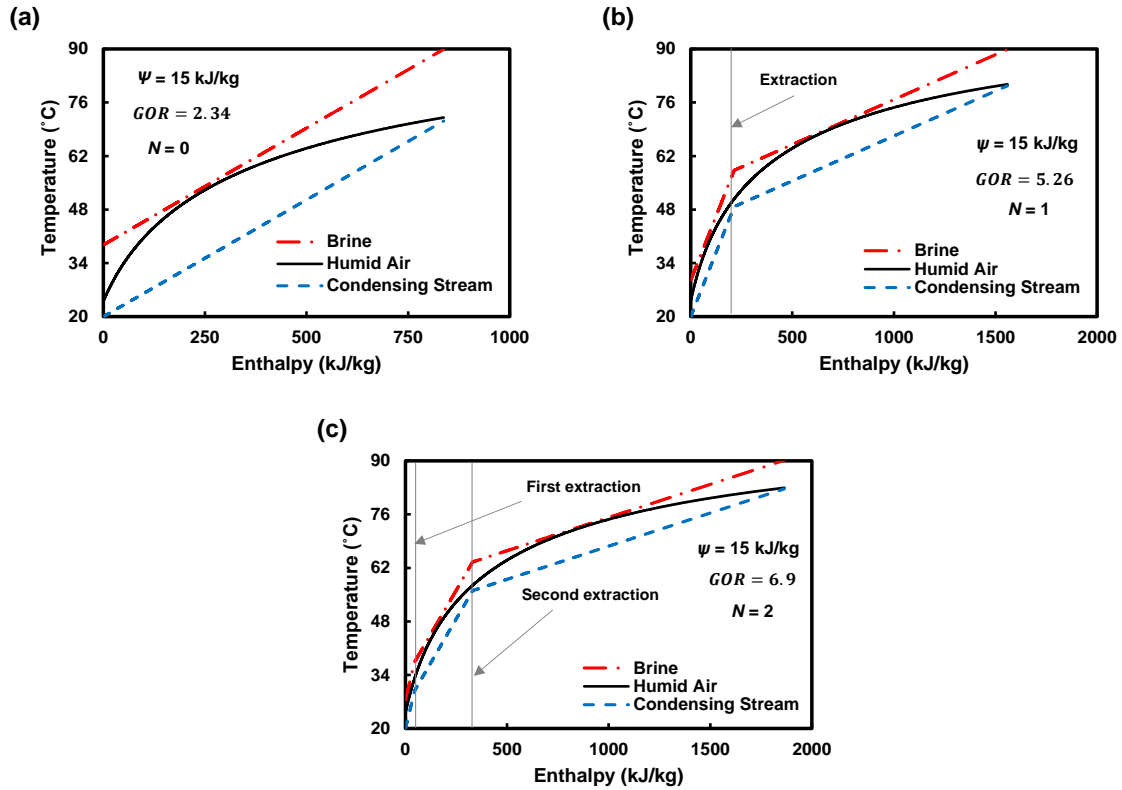 (a)
Ψ = 15 kJ/kg
GOR = 2.34
N = 0
Brine
Humid Air
Condensing Stream
90
76
62
48
34
20
0
250
500
750
1000
Temperature (°C)
Enthalpy (kJ/kg)
(b)
Extraction
ψ = 15 kJ/kg
GOR = 5.26
N = 1
Brine
Humid Air
Condensing Stream
90
76
62
48
34
20
0
500
1000
1500
2000
Temperature (°C)
Enthalpy (kJ/kg)
(c)
First extraction
Second extraction
ψ = 15 kJ/kg
GOR = 6.9
N = 2
Brine
Humid Air
Condensing Stream
90
76
62
48
34
20
0
500
1000
1500
2000
Temperature (°C)
Enthalpy (kJ/kg)